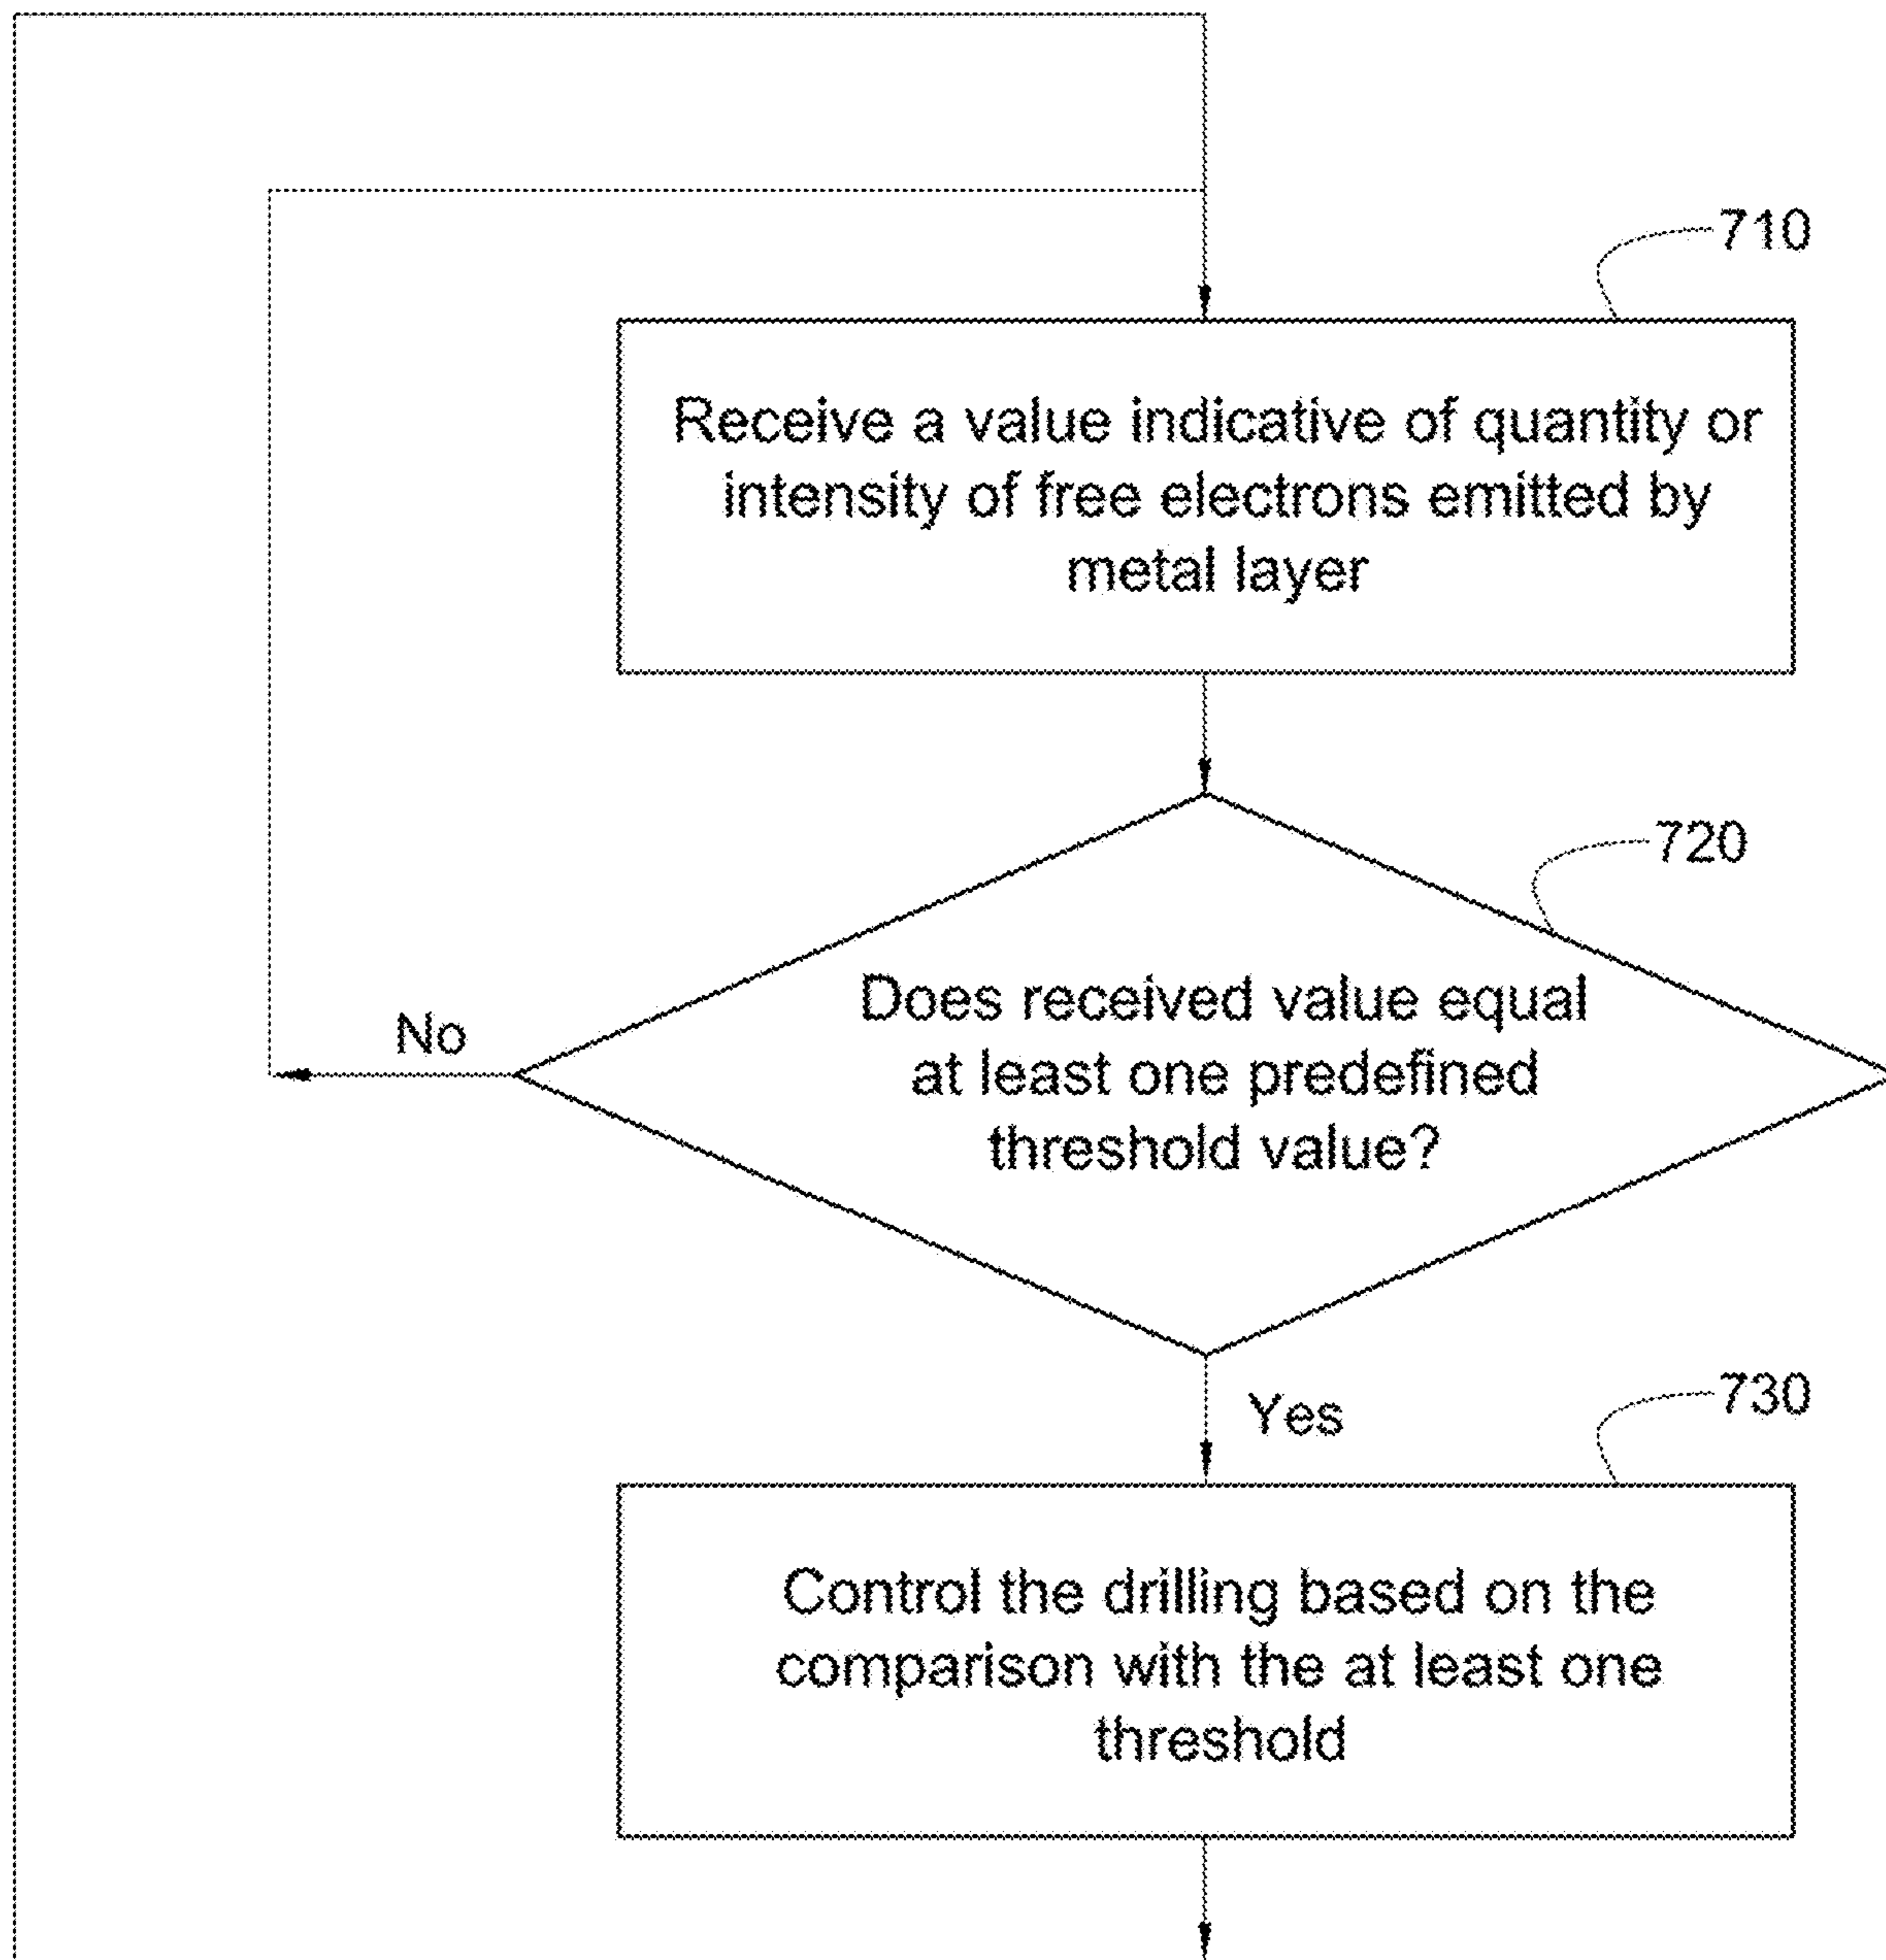 710
Receive a value indicative of quantity or
intensity of free electrons emitted by
metal layer
720
Does received value equal
at least one predefined
threshold value?
No
Yes
730
Control the drilling based on the
comparison with the at least one
threshold